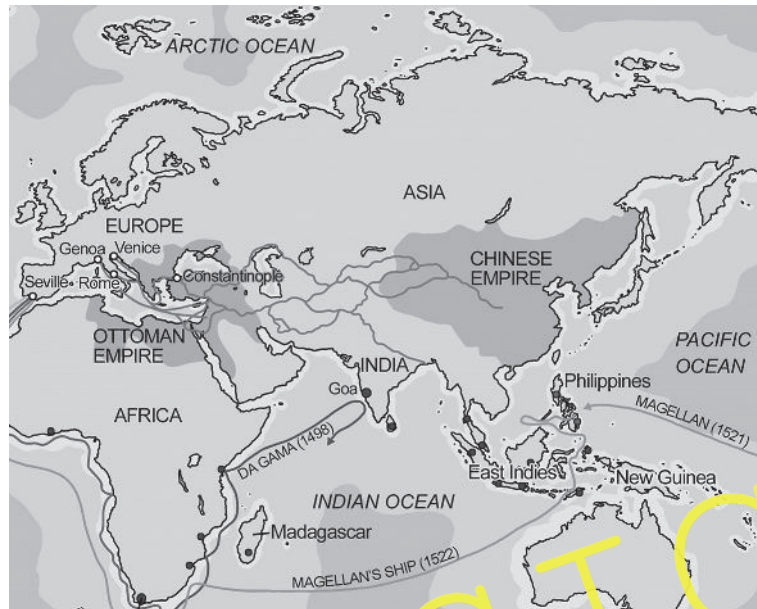 ARCTIC OCEAN
ASIA
EUROPE
Genoa
Venice
CHINESE
EMPIRE
Constantinople
Seville
Rome
OTTOMAN
EMPIRE
PACIFIC
OCEAN
INDIA
Goa
Philippines
AFRICA
MAGELLAN (1521)
DA GAMA (1498)
East Indies
New Guinea
INDIAN OCEAN
Madagascar
MAGELLAN'S SHIP (1522)